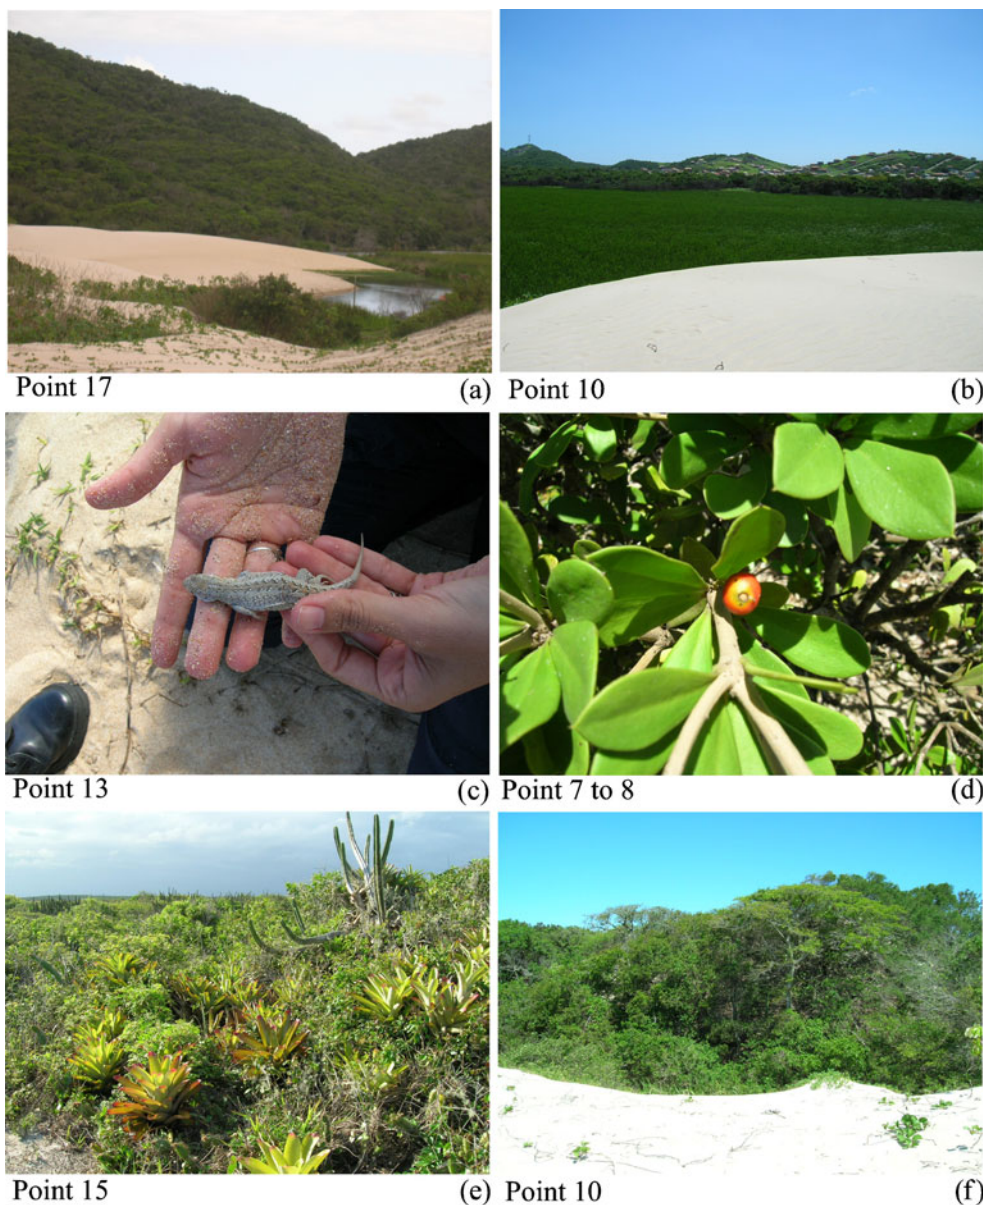 Point 17 (a)
Point 10 (b)
Point 13 (c)
Point 7 to 8 (d)
Point 15 (e)
Point 10 (f)